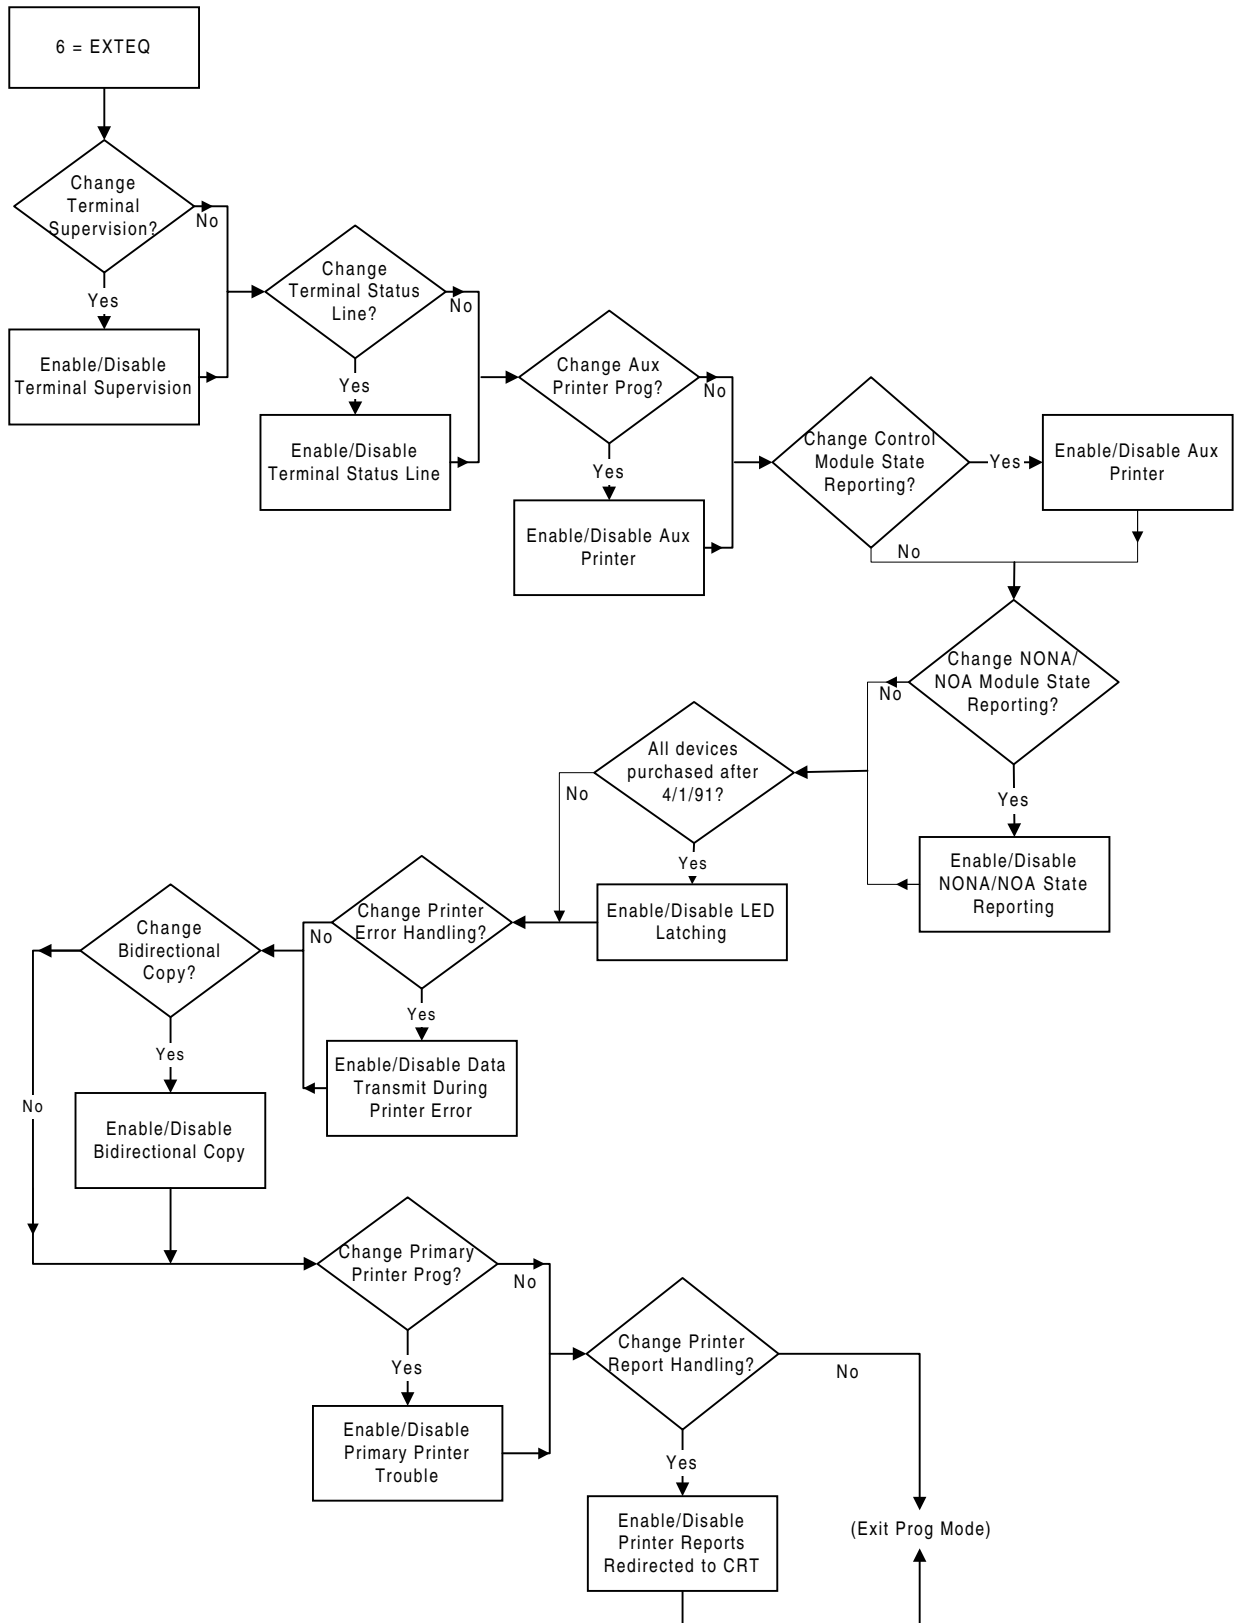 6 = EXTEQ
Change
Terminal
Supervision?
No
Yes
Enable/Disable
Terminal Supervision
Change
Terminal Status
Line?
No
Yes
Enable/Disable
Terminal Status Line
Change Aux
Printer Prog?
No
Yes
Enable/Disable Aux
Printer
Change Control
Module State
Reporting?
Yes
Enable/Disable Aux
Printer
No
Change NONA/
NOA Module State
Reporting?
No
Yes
Enable/Disable
NONA/NOA State
Reporting
All devices
purchased after
4/1/91?
No
Yes
Enable/Disable LED
Latching
Change Printer
Error Handling?
No
Yes
Enable/Disable Data
Transmit During
Printer Error
Change
Bidirectional
Copy?
Yes
No
Enable/Disable
Bidirectional Copy
Change Primary
Printer Prog?
No
Yes
Enable/Disable
Primary Printer
Trouble
Change Printer
Report Handling?
No
Yes
Enable/Disable
Printer Reports
Redirected to CRT
(Exit Prog Mode)